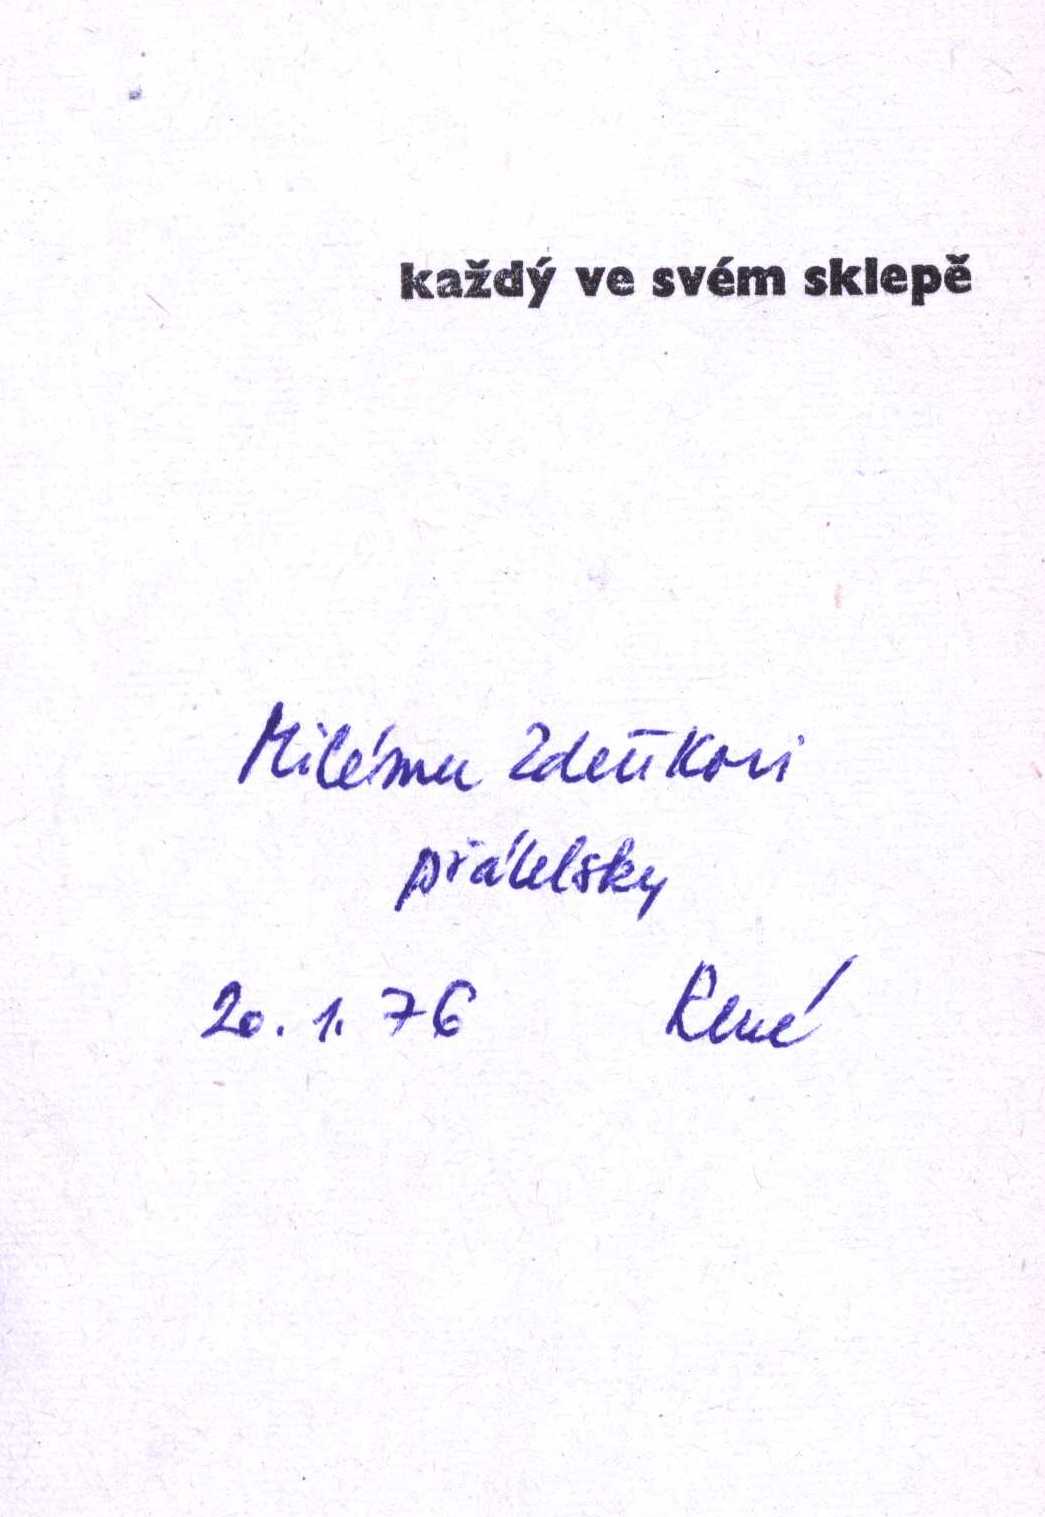 každý ve svém sklepě
Milému Zdeňkovi
přátelsky
20. 1. 76 René